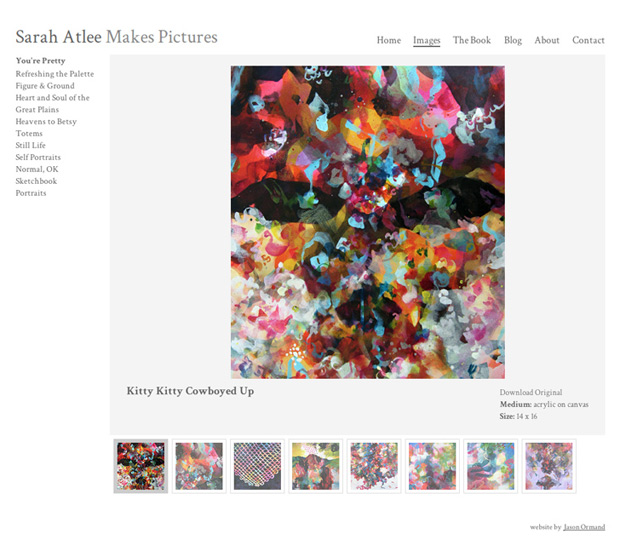 Sarah Atlee Makes Pictures
Home Images The Book Blog About Contact
You're Pretty
Refreshing the Palette
Figure & Ground
Heart and Soul of the
Great Plains
Heavens to Betsy
Totems
Still Life
Self Portraits
Normal, OK
Sketchbook
Portraits
Kitty Kitty Cowboyed Up
Download Original
Medium: acrylic on canvas
Size: 14 x 16
website by Jason Ormand